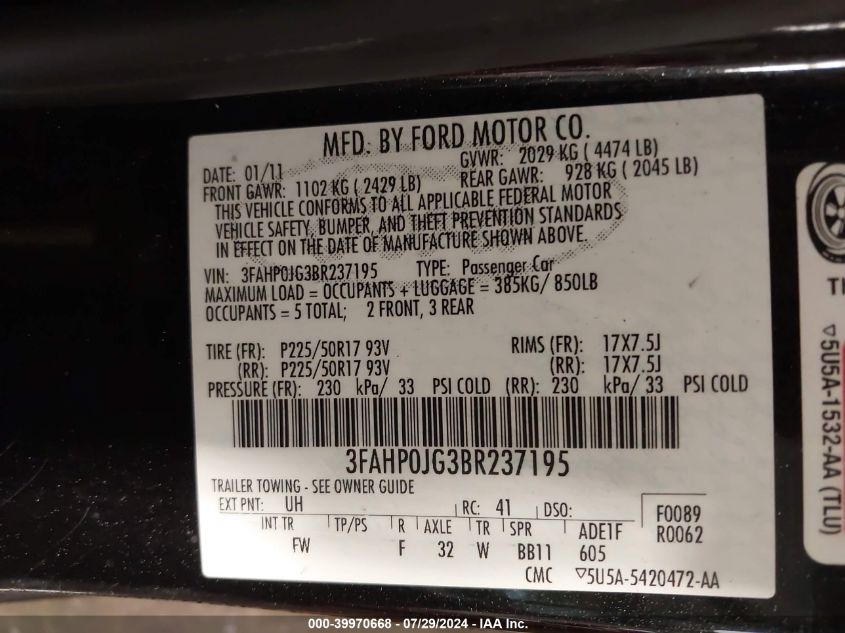 MFD. BY FORD MOTOR CO.
DATE: 01/11 GVWR: 2029 KG ( 4474 LB)
FRONT GAWR: 1102 KG ( 2429 LB) REAR GAWR: 928 KG ( 2045 LB)
THIS VEHICLE CONFORMS TO ALL APPLICABLE FEDERAL MOTOR
VEHICLE SAFETY, BUMPER, AND THEFT PREVENTION STANDARDS
IN EFFECT ON THE DATE OF MANUFACTURE SHOWN ABOVE.
VIN: 3FAHP0JG3BR237195 TYPE: Passenger Car
MAXIMUM LOAD = OCCUPANTS + LUGGAGE = 385KG/ 850LB
OCCUPANTS = 5 TOTAL; 2 FRONT, 3 REAR
TIRE (FR): P225/50R17 93V RIMS (FR): 17X7.5J
(RR): P225/50R17 93V (RR): 17X7.5J
PRESSURE (FR): 230 kPa/ 33 PSI COLD (RR): 230 kPa/ 33 PSI COLD
3FAHP0JG3BR237195
TRAILER TOWING - SEE OWNER GUIDE
EXT PNT: UH RC: 41 DSO: F0089
INT TR TP/PS R AXLE TR SPR ADE1F R0062
FW F 32 W BB11 605
CMC ▽5U5A-5420472-AA
▽5U5A-1532-AA (TLU)
000-39970668 - 07/29/2024 - IAA Inc.